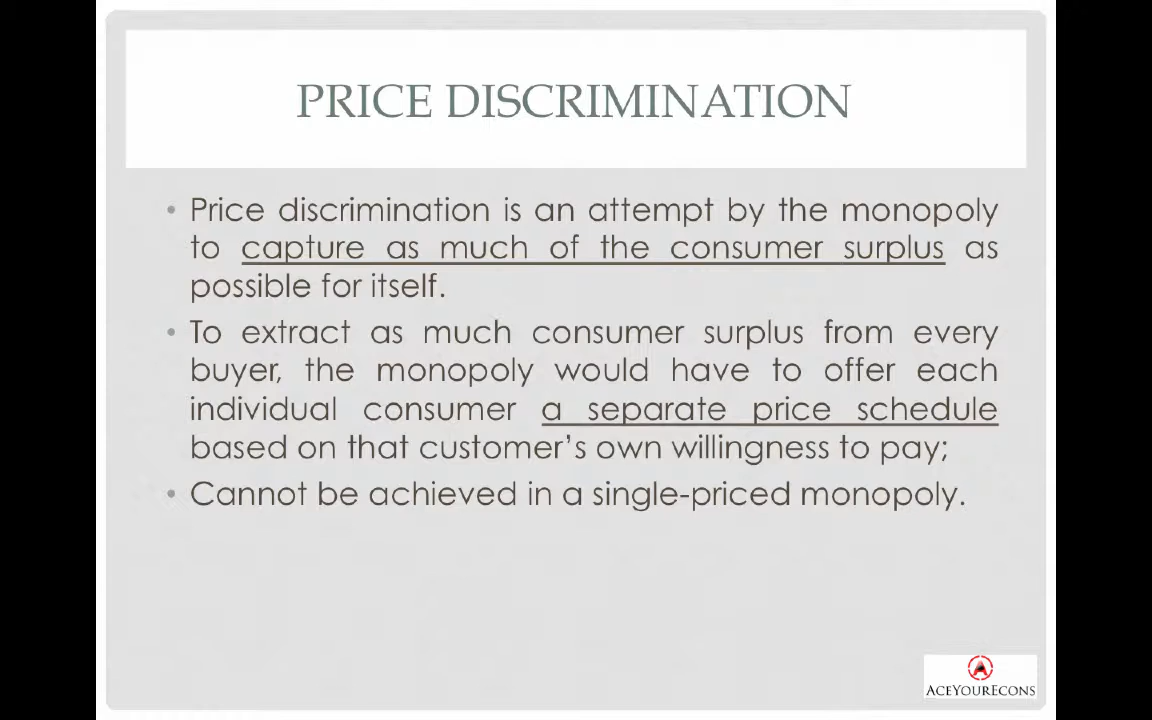 PRICE DISCRIMINATION
• Price discrimination is an attempt by the monopoly
to capture as much of the consumer surplus as
possible for itself.
• To extract as much consumer surplus from every
buyer, the monopoly would have to offer each
individual consumer a separate price schedule
based on that customer's own willingness to pay;
• Cannot be achieved in a single-priced monopoly.
ACEYOURECONS